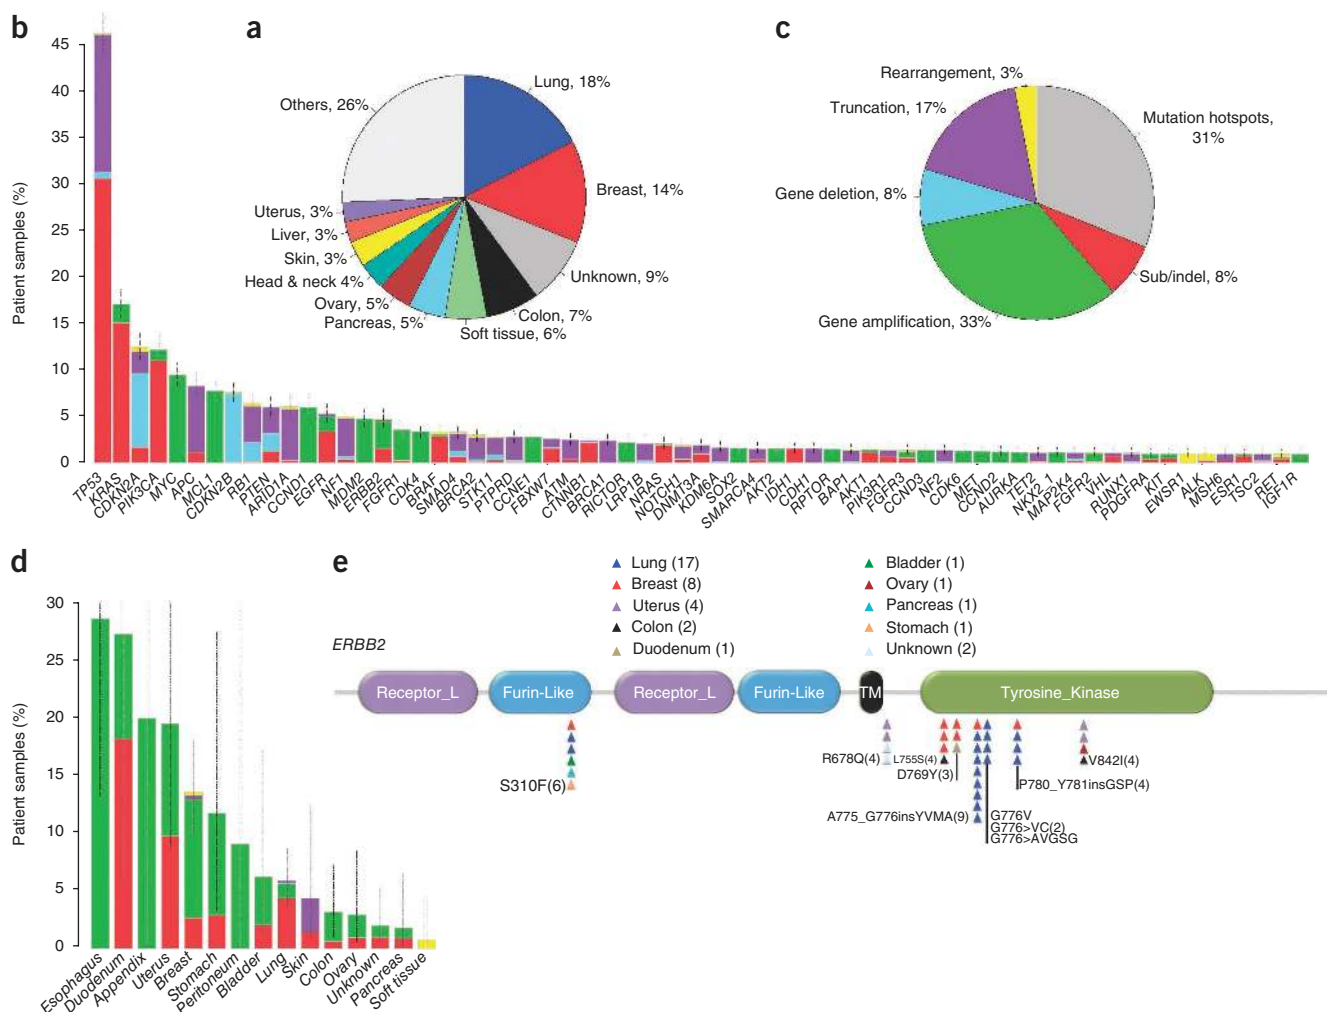 b
a
c
Patient samples (%)
45
40
35
30
25
20
15
10
5
0
Lung, 18%
Breast, 14%
Unknown, 9%
Colon, 7%
Soft tissue, 6%
Pancreas, 5%
Ovary, 5%
Head & neck 4%
Skin, 3%
Liver, 3%
Uterus, 3%
Others, 26%
Rearrangement, 3%
Truncation, 17%
Gene deletion, 8%
Gene amplification, 33%
Sub/indel, 8%
Mutation hotspots,
31%
TP53
KRAS
CDKN2A
PIK3CA
MYC
APC
MCL1
CDKN2B
RB1
PTEN
ARID1A
CCND1
EGFR
NF1
MDM2
ERBB2
FGFR1
CDK4
BRAF
SMAD4
BRCA2
STK11
PTPRD
CCNE1
FBXW7
ATM
CTNNB1
BRCA1
RICTOR
LRP1B
NRAS
NOTCH1
DNMT3A
KDM6A
SOX2
SMARCA4
AKT2
IDH1
CDH1
RPTOR
BAP1
AKT1
PIK3R1
FGFR3
CCND3
NF2
CDK6
MET
CCND2
AURKA
TET2
NKX2_1
MAP2K4
FGFR2
VHL
RUNX1
PDGFRA
KIT
EWSR1
ALK
MSH6
ESR1
TSC2
RET
IGF1R
d
Patient samples (%)
30
25
20
15
10
5
0
Esophagus
Duodenum
Appendix
Uterus
Breast
Stomach
Peritoneum
Bladder
Lung
Skin
Colon
Ovary
Unknown
Pancreas
Soft tissue
e
Lung (17)
Breast (8)
Uterus (4)
Colon (2)
Duodenum (1)
Bladder (1)
Ovary (1)
Pancreas (1)
Stomach (1)
Unknown (2)
ERBB2
Receptor_L
Furin-Like
Receptor_L
Furin-Like
TM
Tyrosine_Kinase
S310F(6)
R678Q(4)
L755S(4)
D769Y(3)
A775_G776insYVMA(9)
G776V
G776>VC(2)
G776>AVGSG
P780_Y781insGSP(4)
V842I(4)